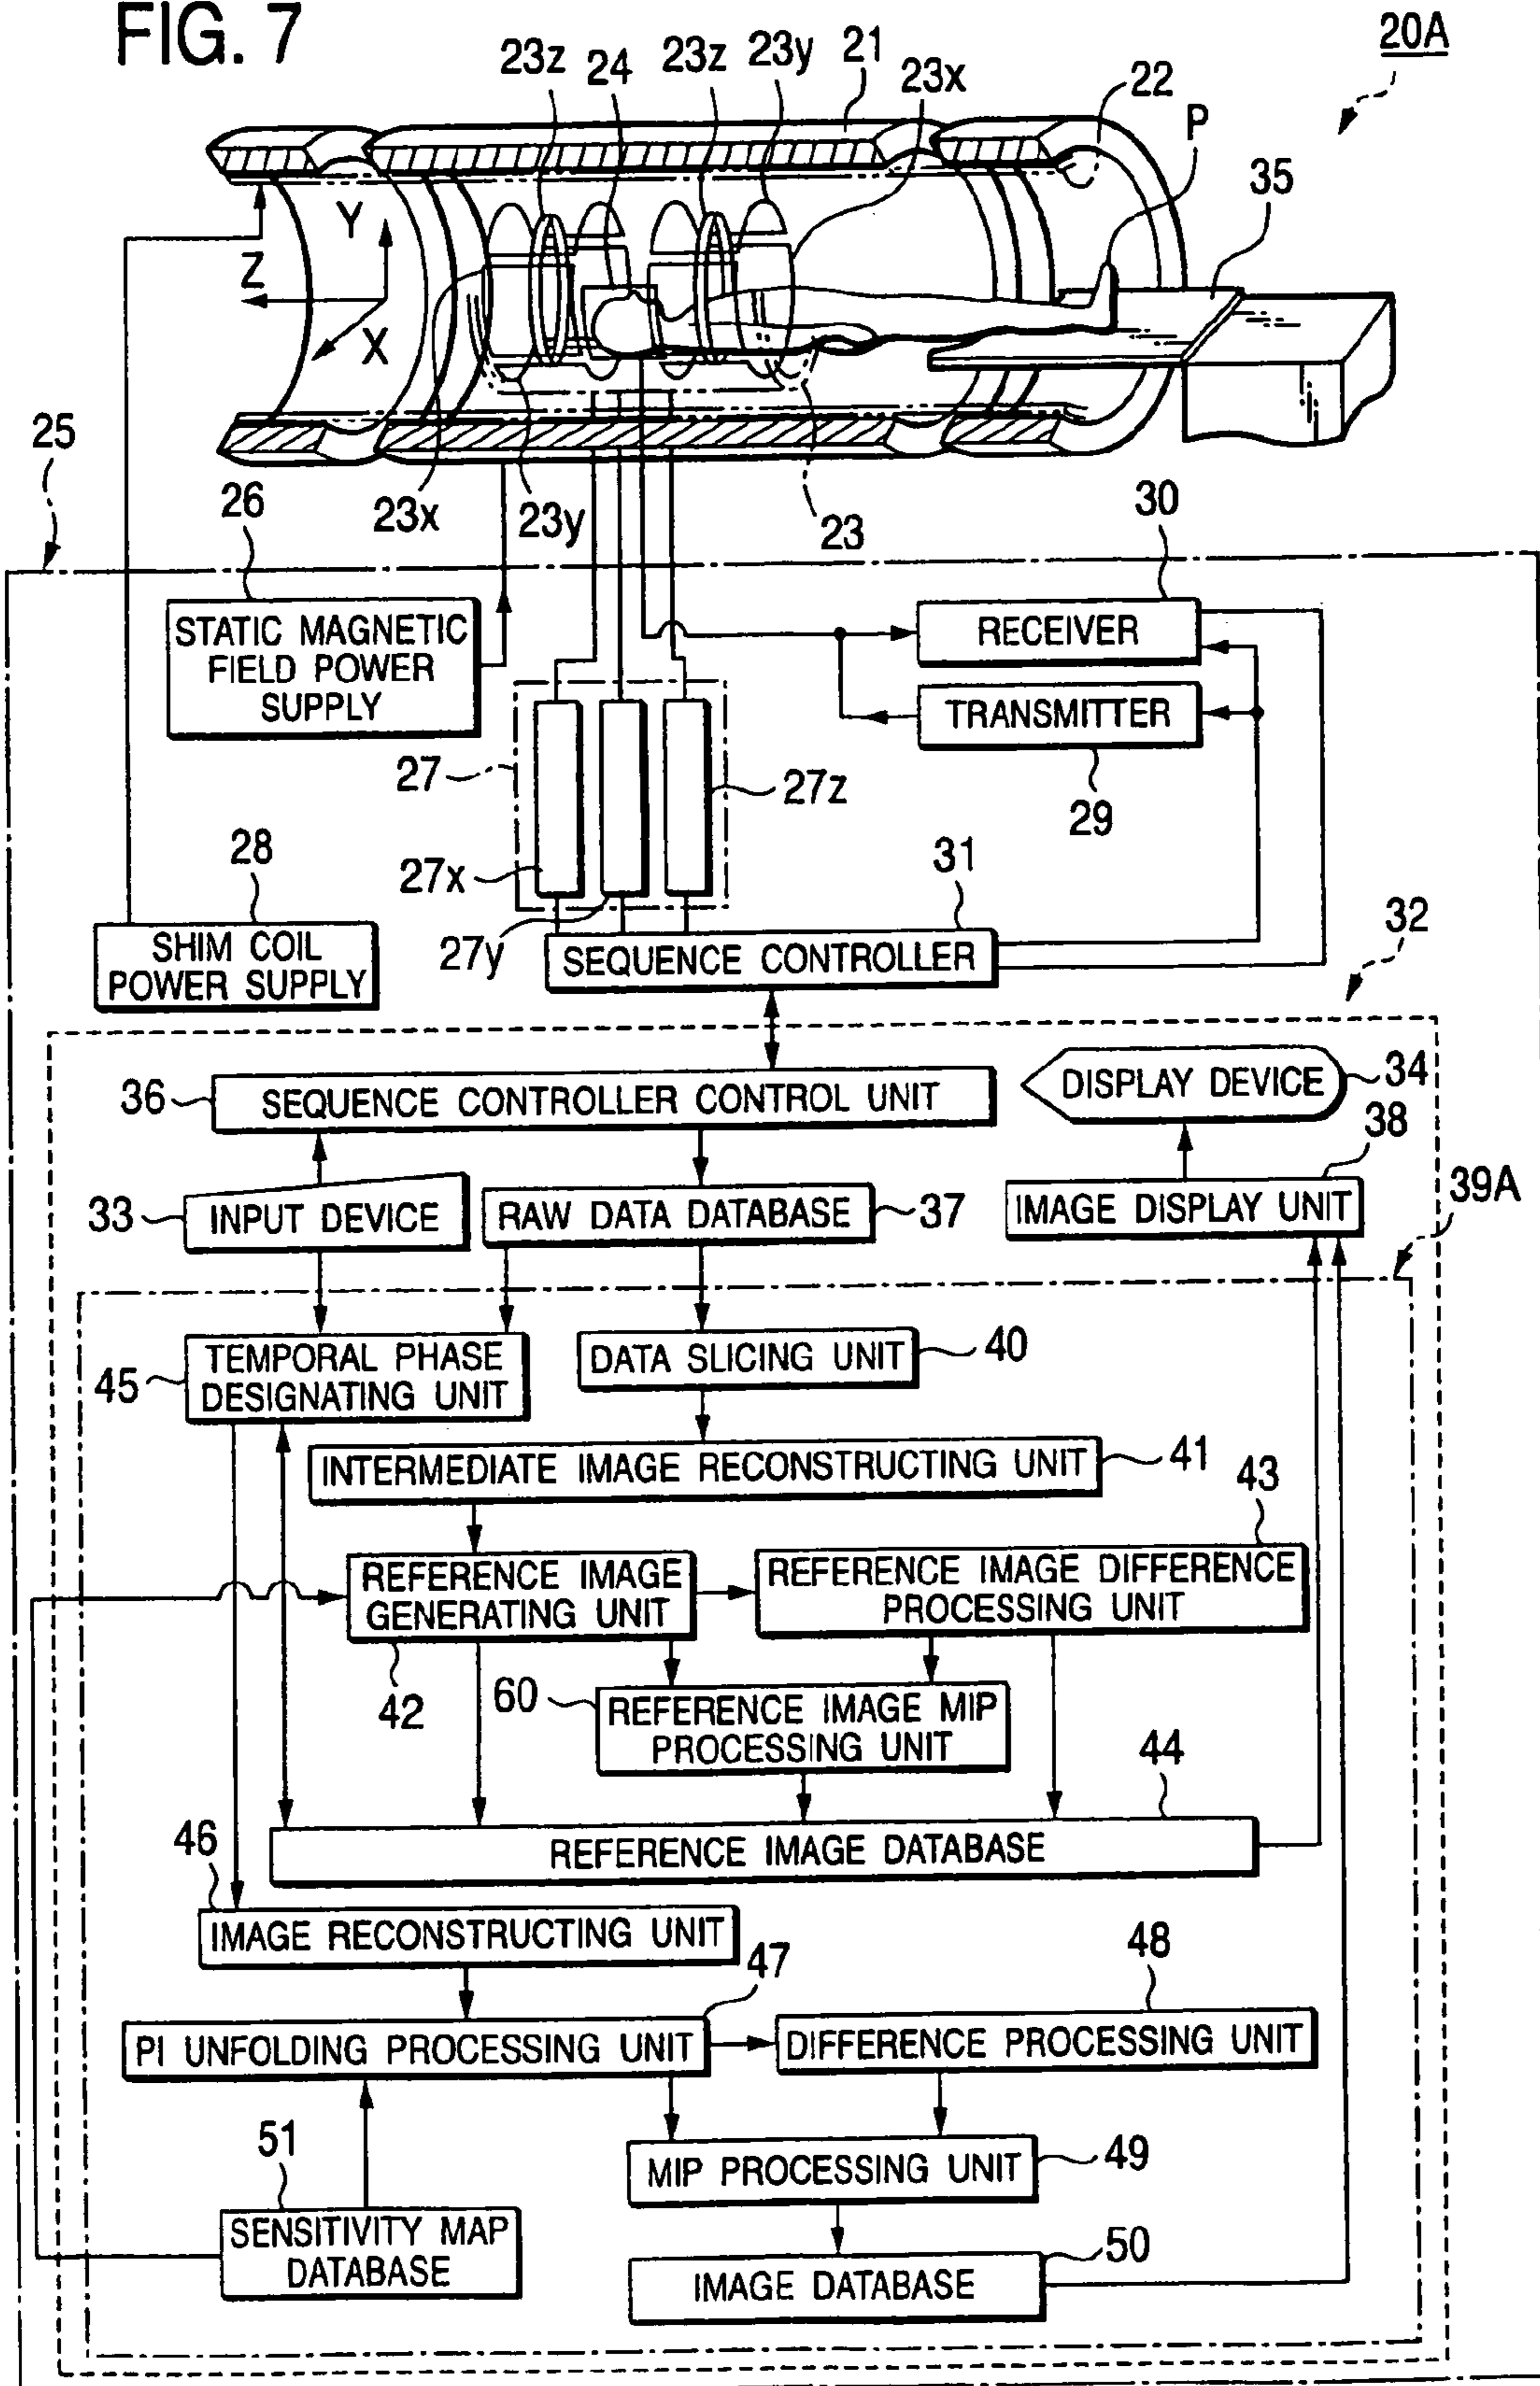 FIG. 7
20A
23z
24
23z
23y
21
23x
22
P
35
Y
Z
X
25
26
23x
23y
23
30
STATIC MAGNETIC
FIELD POWER
SUPPLY
RECEIVER
TRANSMITTER
27
27z
29
28
27x
31
32
27y
SHIM COIL
POWER SUPPLY
SEQUENCE CONTROLLER
36
SEQUENCE CONTROLLER CONTROL UNIT
DISPLAY DEVICE
34
38
33
INPUT DEVICE
RAW DATA DATABASE
37
IMAGE DISPLAY UNIT
39A
45
TEMPORAL PHASE
DESIGNATING UNIT
DATA SLICING UNIT
40
INTERMEDIATE IMAGE RECONSTRUCTING UNIT
41
43
REFERENCE IMAGE
GENERATING UNIT
REFERENCE IMAGE DIFFERENCE
PROCESSING UNIT
42
60
REFERENCE IMAGE MIP
PROCESSING UNIT
44
46
REFERENCE IMAGE DATABASE
IMAGE RECONSTRUCTING UNIT
47
48
PI UNFOLDING PROCESSING UNIT
DIFFERENCE PROCESSING UNIT
51
MIP PROCESSING UNIT
49
SENSITIVITY MAP
DATABASE
50
IMAGE DATABASE